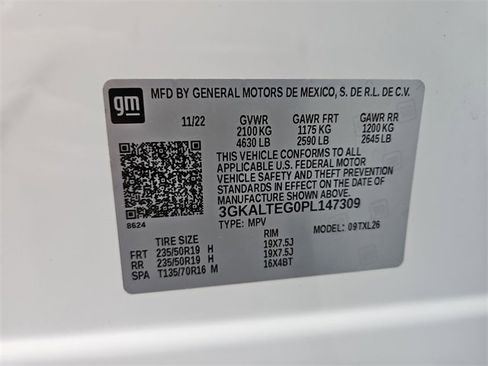 gm
MFD BY GENERAL MOTORS DE MEXICO, S. DE R.L. DE C.V.
11/22 GVWR GAWR FRT GAWR RR
2100 KG 1175 KG 1200 KG
4630 LB 2590 LB 2645 LB
THIS VEHICLE CONFORMS TO ALL
APPLICABLE U.S. FEDERAL MOTOR
VEHICLE SAFETY AND THEFT PREVENTION
STANDARDS IN EFFECT ON THE DATE OF
MANUFACTURE SHOWN ABOVE.
3GKALTEG0PL147309
8624
TYPE: MPV MODEL: 09TXL26
TIRE SIZE RIM
FRT 235/50R19 H 19X7.5J
RR 235/50R19 H 19X7.5J
SPA T135/70R16 M 16X4BT